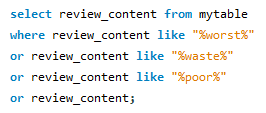 select review_content from mytable
where review_content like "%worst%"
or review_content like "%waste%"
or review_content like "%poor%"
or review_content;